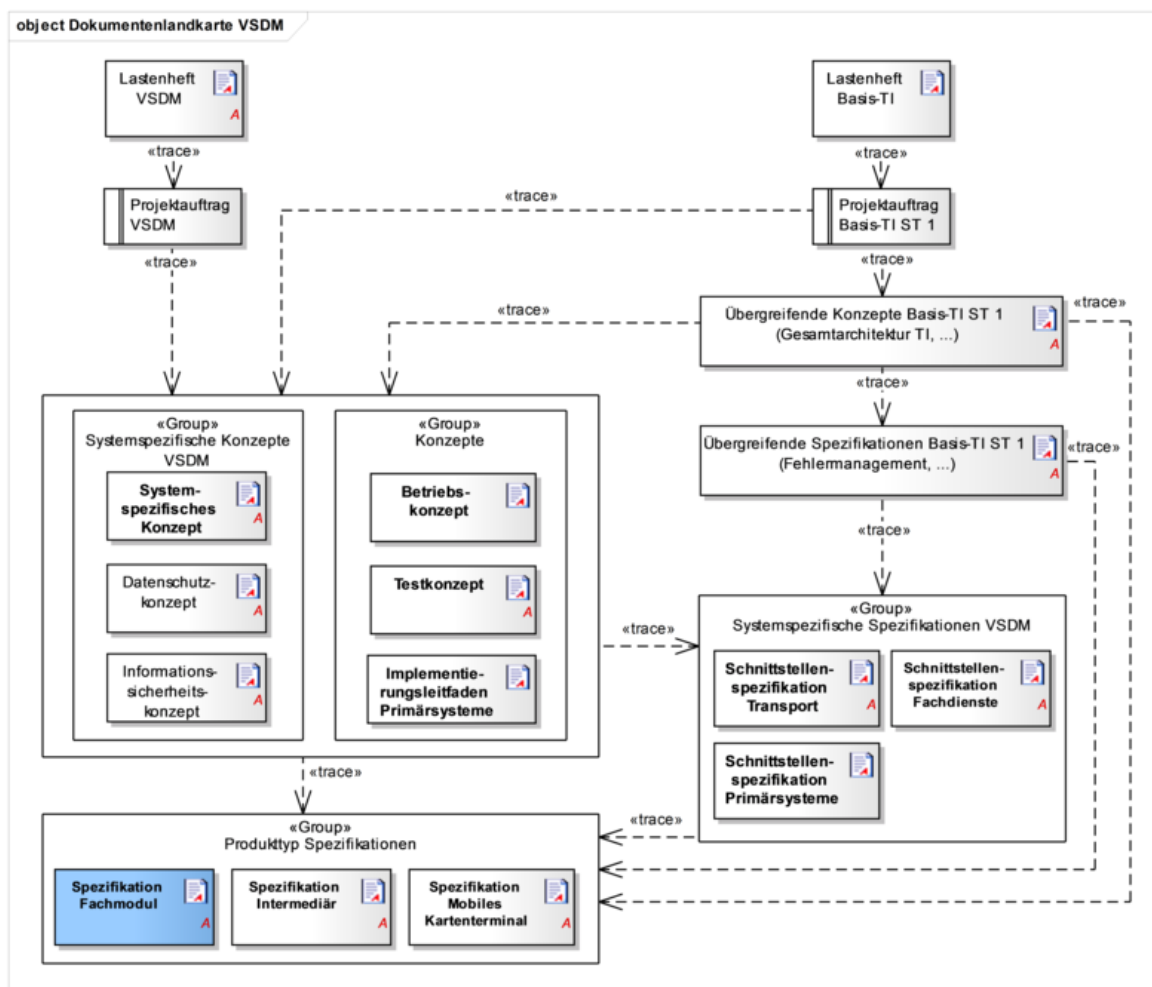 object Dokumentenlandkarte VSDM
Lastenheft
VSDM
A
Lastenheft
Basis-TI
«trace»
«trace»
Projektauftrag
VSDM
«trace»
Projektauftrag
Basis-TI ST 1
«trace»
«trace»
«trace»
Übergreifende Konzepte Basis-TI ST 1
(Gesamtarchitektur TI, ...)
A
«trace»
«trace»
Übergreifende Spezifikationen Basis-TI ST 1
(Fehlermanagement, ...)
A
«trace»
«Group»
Systemspezifische Konzepte
VSDM
System-
spezifisches
Konzept
A
Datenschutz-
konzept
A
Informations-
sicherheits-
konzept
A
«Group»
Konzepte
Betriebs-
konzept
Testkonzept
A
Implementie-
rungsleitfaden
Primärsysteme
«trace»
«trace»
«trace»
«Group»
Systemspezifische Spezifikationen VSDM
Schnittstellen-
spezifikation
Transport
A
Schnittstellen-
spezifikation
Fachdienste
A
Schnittstellen-
spezifikation
Primärsysteme
«trace»
«trace»
«Group»
Produkttyp Spezifikationen
Spezifikation
Fachmodul
A
Spezifikation
Intermediär
A
Spezifikation
Mobiles
Kartenterminal
A